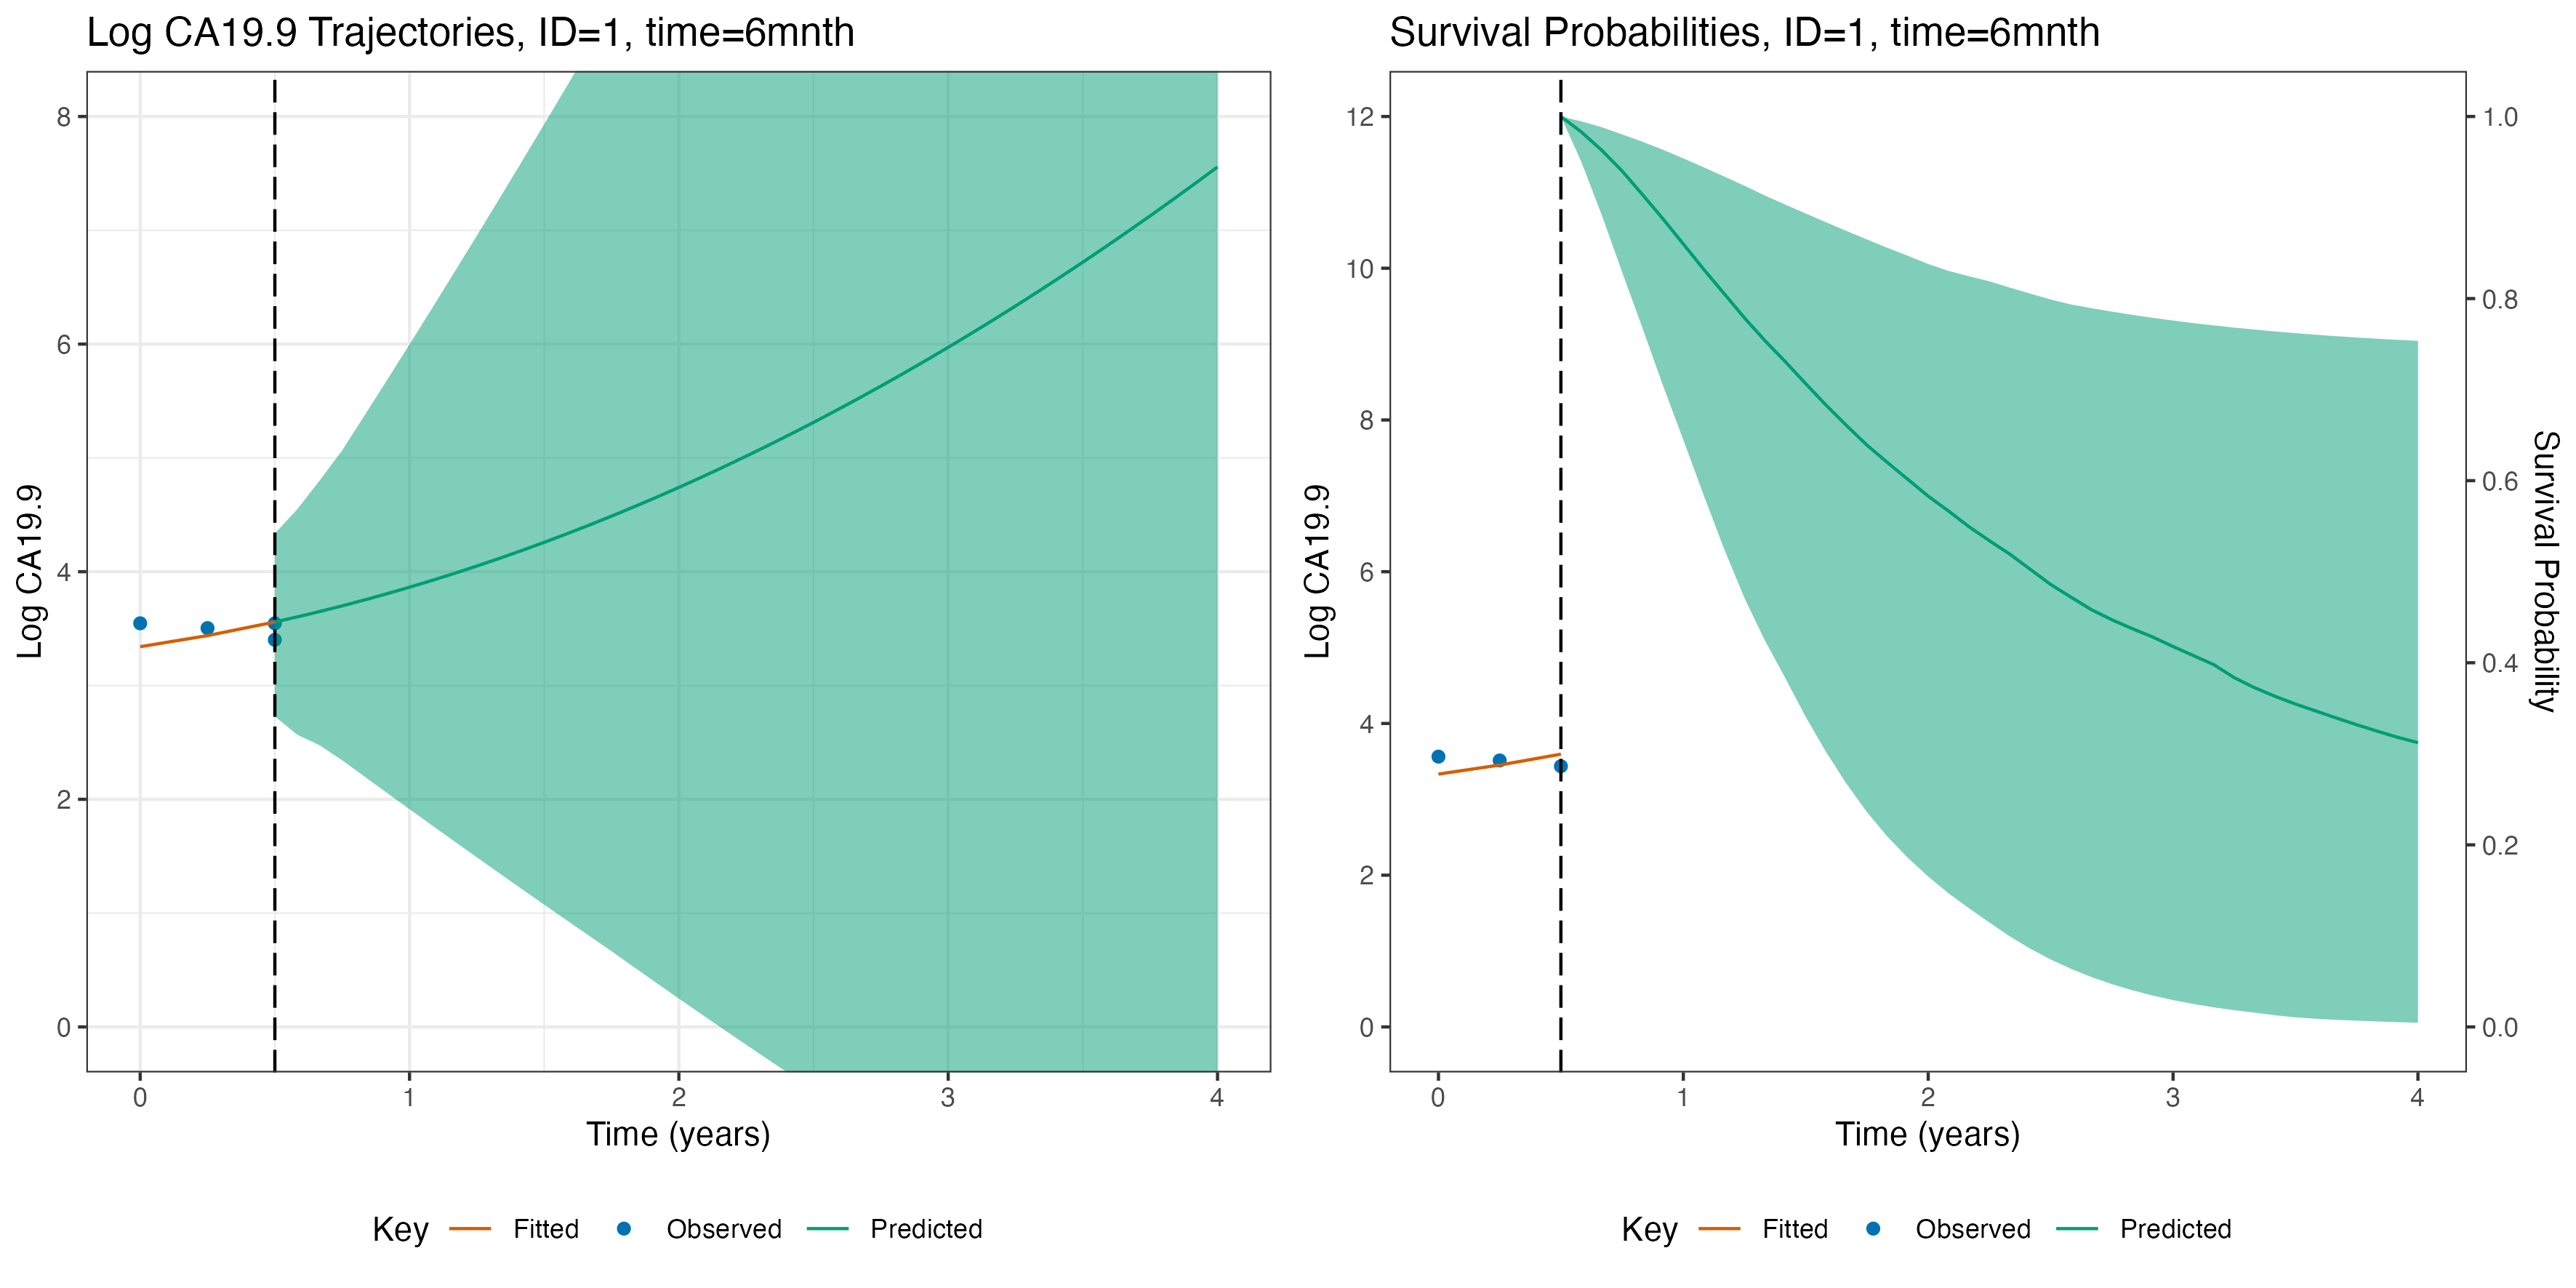 Log CA19.9 Trajectories, ID=1, time=6mnth
Log CA19.9
8
6
4
2
0
0 1 2 3 4
Time (years)
Key Fitted Observed Predicted
Survival Probabilities, ID=1, time=6mnth
Log CA19.9
12
10
8
6
4
2
0
1.0
0.8
0.6
0.4
0.2
0.0
Survival Probability
0 1 2 3 4
Time (years)
Key Fitted Observed Predicted